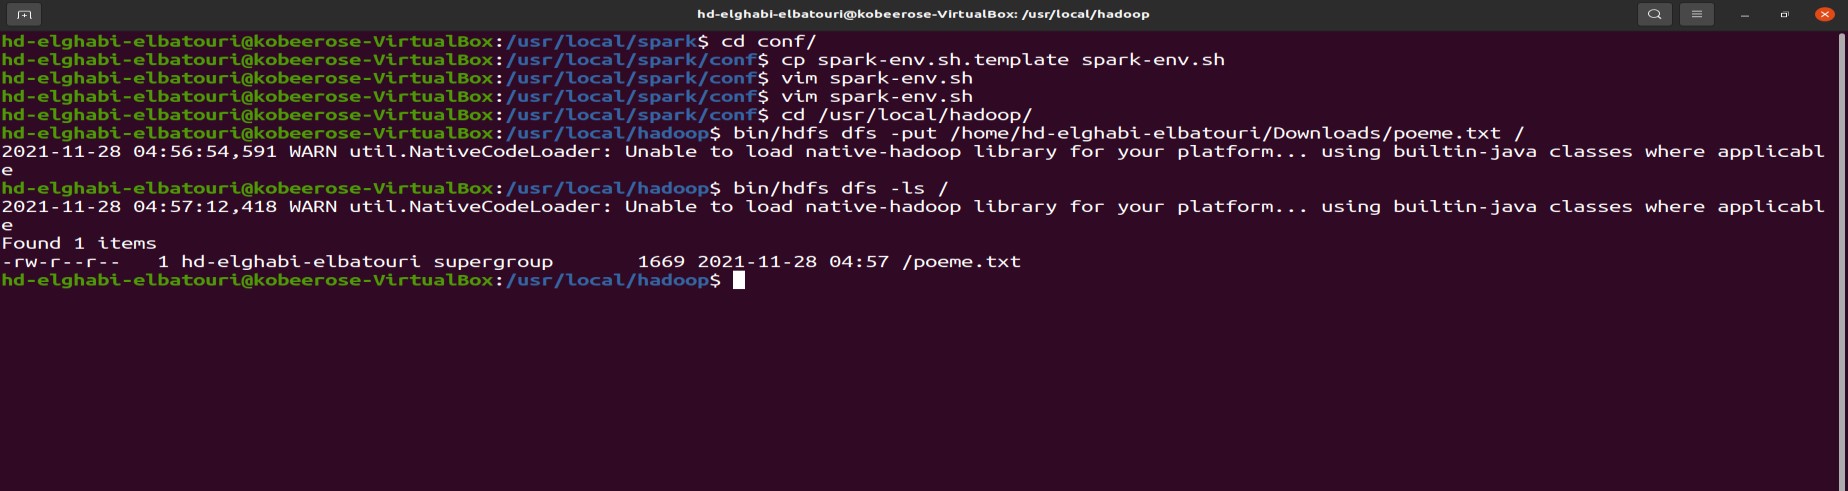 hd-elghabi-elbatouri@kobeerose-VirtualBox: /usr/local/hadoop
hd-elghabi-elbatouri@kobeerose-VirtualBox:/usr/local/spark$ cd conf/
hd-elghabi-elbatouri@kobeerose-VirtualBox:/usr/local/spark/conf$ cp spark-env.sh.template spark-env.sh
hd-elghabi-elbatouri@kobeerose-VirtualBox:/usr/local/spark/conf$ vim spark-env.sh
hd-elghabi-elbatouri@kobeerose-VirtualBox:/usr/local/spark/conf$ vim spark-env.sh
hd-elghabi-elbatouri@kobeerose-VirtualBox:/usr/local/spark/conf$ cd /usr/local/hadoop/
hd-elghabi-elbatouri@kobeerose-VirtualBox:/usr/local/hadoop$ bin/hdfs dfs -put /home/hd-elghabi-elbatouri/Downloads/poeme.txt /
2021-11-28 04:56:54,591 WARN util.NativeCodeLoader: Unable to load native-hadoop library for your platform... using builtin-java classes where applicabl
e
hd-elghabi-elbatouri@kobeerose-VirtualBox:/usr/local/hadoop$ bin/hdfs dfs -ls /
2021-11-28 04:57:12,418 WARN util.NativeCodeLoader: Unable to load native-hadoop library for your platform... using builtin-java classes where applicabl
e
Found 1 items
-rw-r--r--   1 hd-elghabi-elbatouri supergroup       1669 2021-11-28 04:57 /poeme.txt
hd-elghabi-elbatouri@kobeerose-VirtualBox:/usr/local/hadoop$